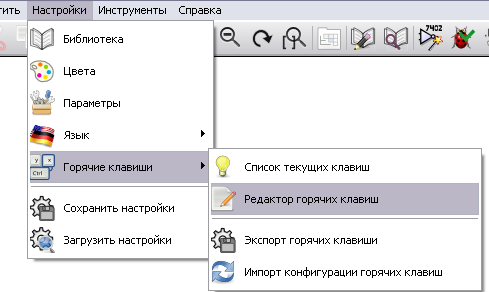 тить Настройки Инструменты Справка
7402
Библиотека
Цвета
Параметры
Язык
y x
Ctrl
Горячие клавиши
Список текущих клавиш
Редактор горячих клавиш
Сохранить настройки
Экспорт горячих клавиши
Загрузить настройки
Импорт конфигурации горячих клавиш